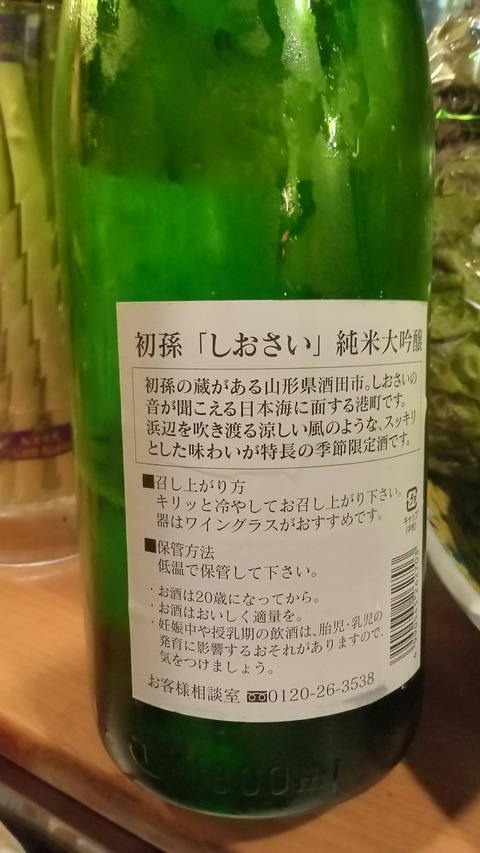 初孫「しおさい」純米大吟醸
初孫の蔵がある山形県酒田市。しおさいの
音が聞こえる日本海に面する港町です。
浜辺を吹き渡る涼しい風のような、スッキリ
とした味わいが特長の季節限定酒です。
■召し上がり方
キリッと冷やしてお召し上がり下さい。
器はワイングラスがおすすめです。
キャップ
(中栓)
■保管方法
低温で保管して下さい。
・お酒は20歳になってから。
・お酒はおいしく適量を。
・妊娠中や授乳期の飲酒は、胎児・乳児の
発育に影響するおそれがありますので、
気をつけましょう。
お客様相談室 0120-26-3538